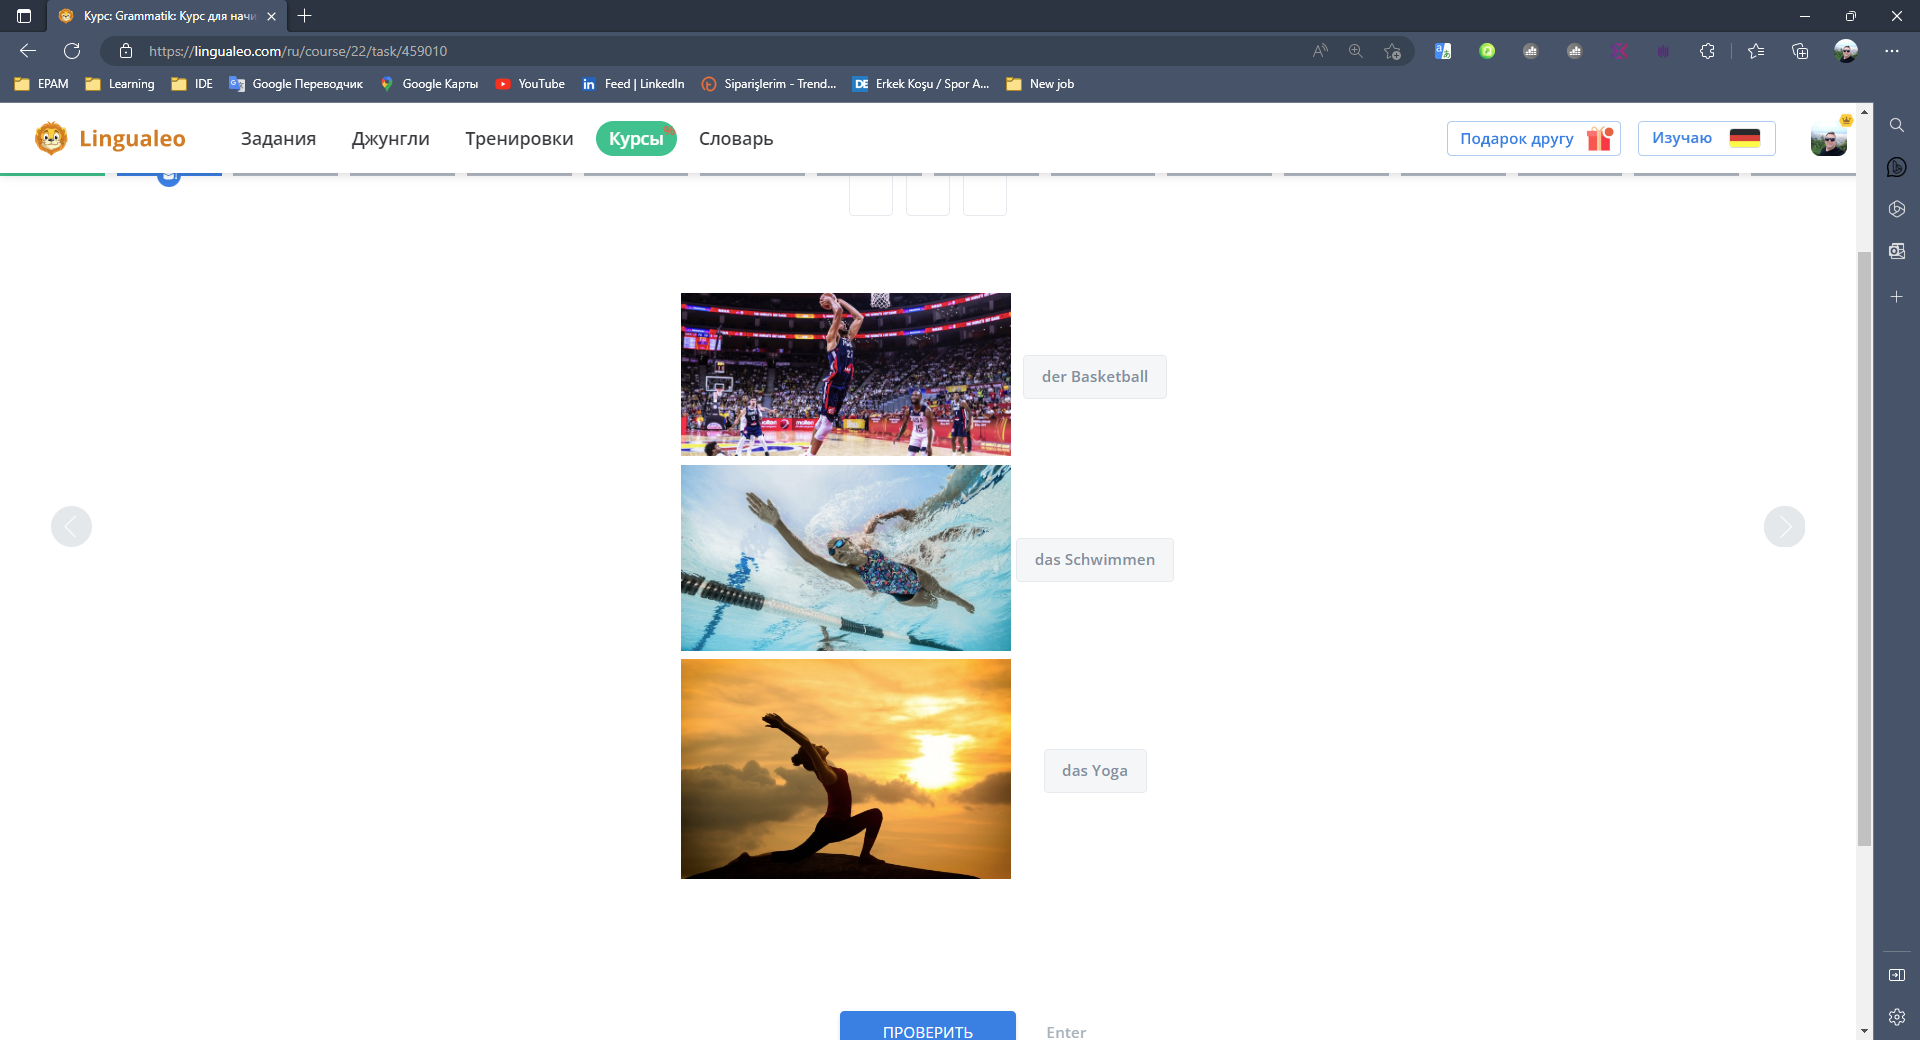 Курс: Grammatik: Курс для начи
https://lingualeo.com/ru/course/22/task/459010
EPAM Learning IDE Google Переводчик Google Карты YouTube Feed | LinkedIn Siparişlerim - Trend... Erkek Koşu / Spor A... New job
Lingualeo Задания Джунгли Тренировки Курсы Словарь Подарок другу Изучаю
der Basketball
das Schwimmen
das Yoga
ПРОВЕРИТЬ Enter